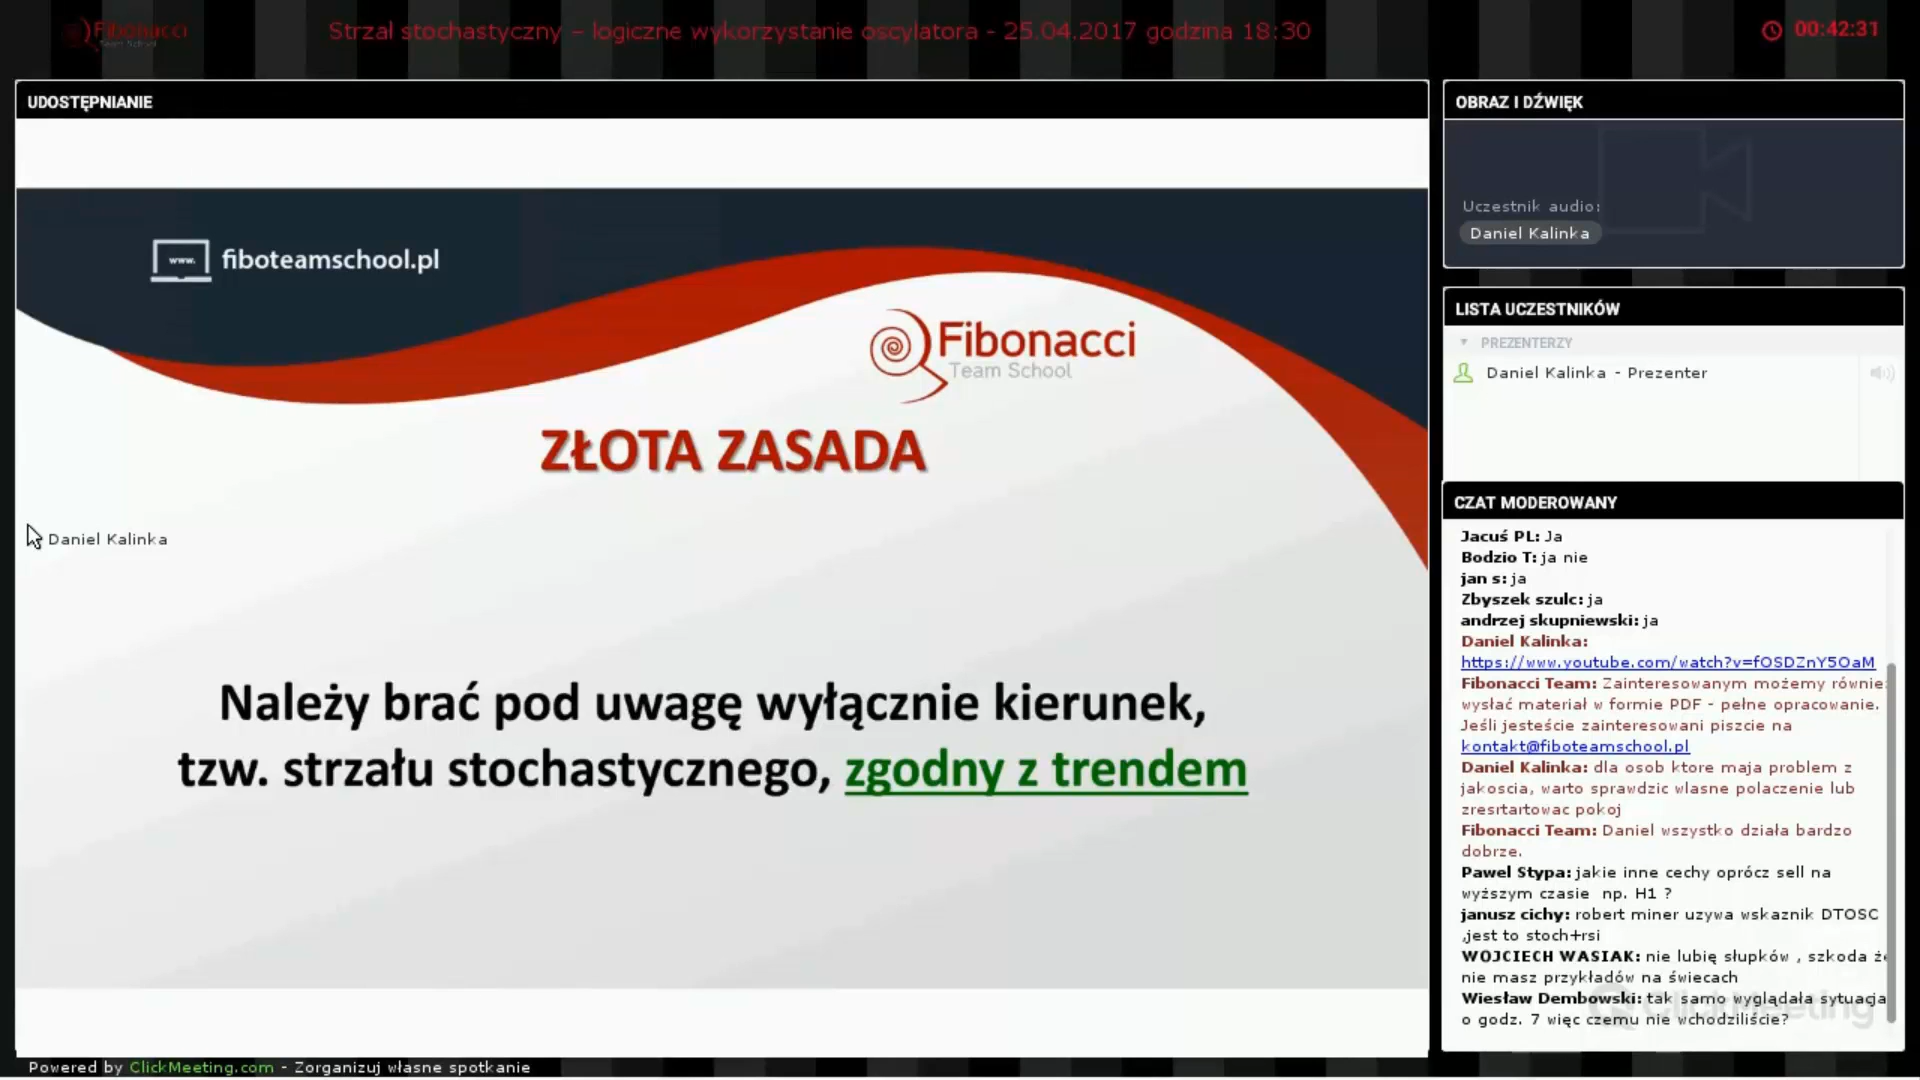 Fibonacci
Team School
Strzał stochastyczny – logiczne wykorzystanie oscylatora - 25.04.2017 godzina 18:30
00:42:31
UDOSTĘPNIANIE
www.
fiboteamschool.pl
Fibonacci
Team School
ZŁOTA ZASADA
Daniel Kalinka
Należy brać pod uwagę wyłącznie kierunek,
tzw. strzału stochastycznego, zgodny z trendem
OBRAZ I DŹWIĘK
Uczestnik audio:
Daniel Kalinka
LISTA UCZESTNIKÓW
PREZENTERZY
Daniel Kalinka - Prezenter
CZAT MODEROWANY
Jacuś PL: Ja
Bodzio T: ja nie
jan s: ja
Zbyszek szulc: ja
andrzej skupniewski: ja
Daniel Kalinka:
https://www.youtube.com/watch?v=fOSDZnY5OaM
Fibonacci Team: Zainteresowanym możemy równie
wysłać materiał w formie PDF - pełne opracowanie.
Jeśli jesteście zainteresowani piszcie na
kontakt@fiboteamschool.pl
Daniel Kalinka: dla osob ktore maja problem z
jakoscia, warto sprawdzic wlasne polaczenie lub
zresrtartowac pokoj
Fibonacci Team: Daniel wszystko działa bardzo
dobrze.
Pawel Stypa: jakie inne cechy oprócz sell na
wyższym czasie np. H1 ?
janusz cichy: robert miner uzywa wskaznik DTOSC
,jest to stoch+rsi
WOJCIECH WASIAK: nie lubię słupków , szkoda że
nie masz przykładów na świecach
Wiesław Dembowski: tak samo wyglądała sytuacja
o godz. 7 więc czemu nie wchodziliście?
ClickMeeting
Powered by ClickMeeting.com - Zorganizuj własne spotkanie